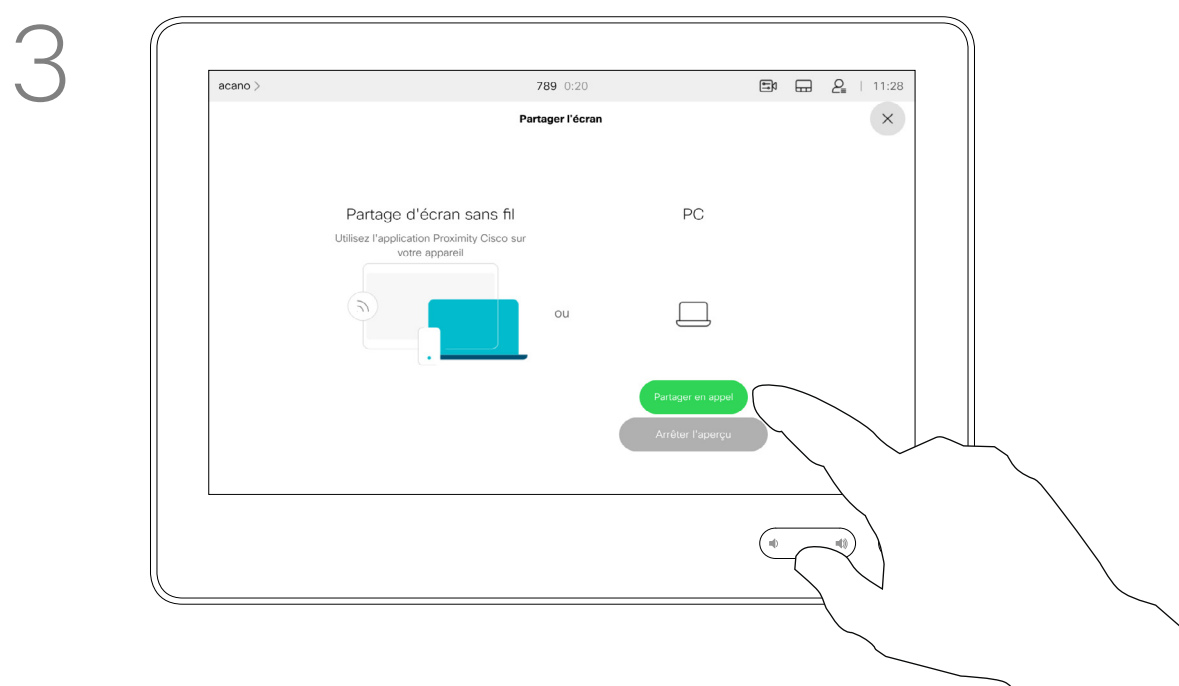 3
acano >
789 0:20
11:28
Partager l'écran
Partage d'écran sans fil
PC
Utilisez l'application Proximity Cisco sur
votre appareil
ou
Partager en appel
Arrêter l'aperçu